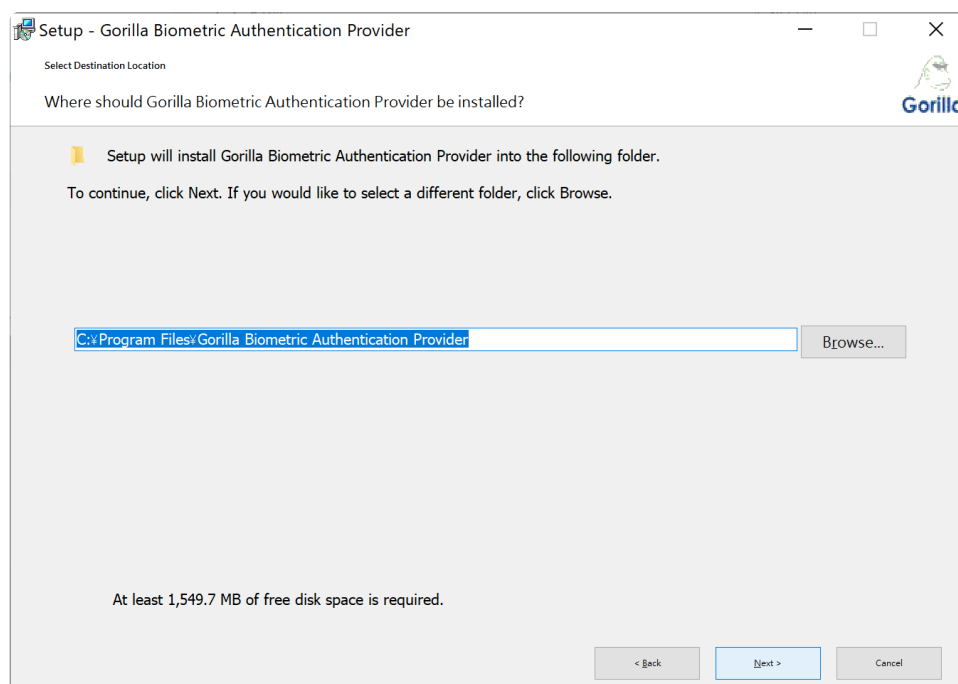 Setup - Gorilla Biometric Authentication Provider
Select Destination Location
Where should Gorilla Biometric Authentication Provider be installed?
Gorilla
Setup will install Gorilla Biometric Authentication Provider into the following folder.
To continue, click Next. If you would like to select a different folder, click Browse.
C:¥Program Files¥Gorilla Biometric Authentication Provider
Browse...
At least 1,549.7 MB of free disk space is required.
< Back
Next >
Cancel